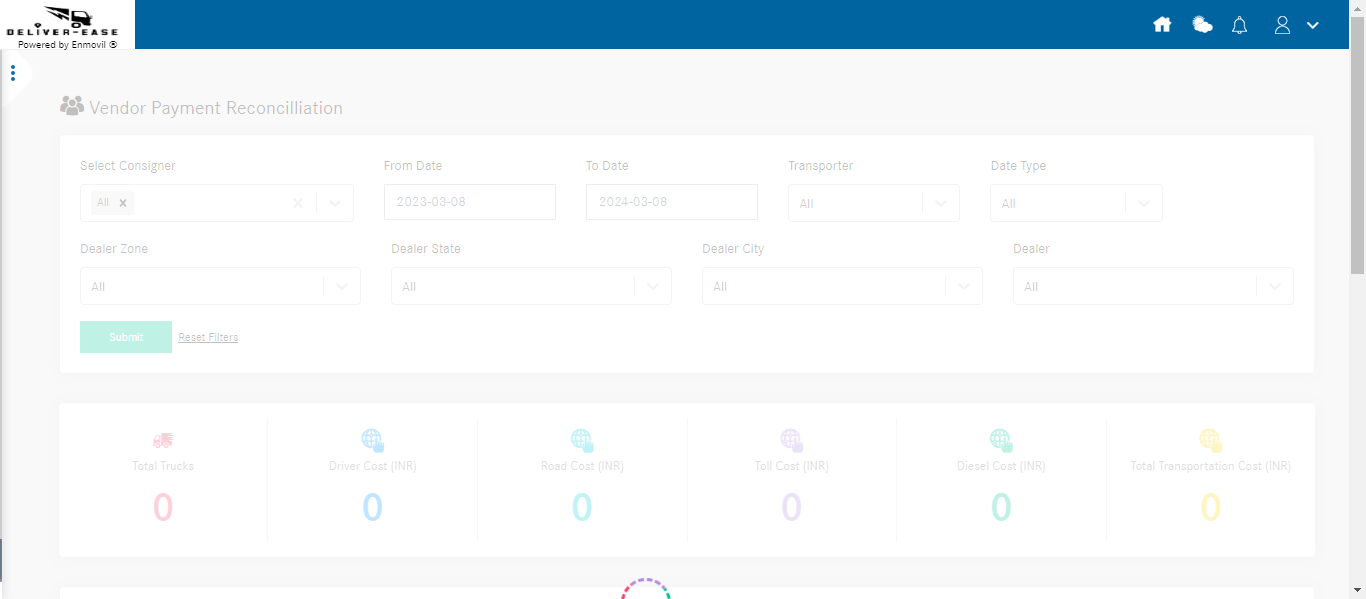 DELIVER-EASE
Powered by Enmovil ®
Vendor Payment Reconcilliation
Select Consigner From Date To Date Transporter Date Type
All 2023-03-08 2024-03-08 All All
Dealer Zone Dealer State Dealer City Dealer
All All All All
Submit Reset Filters
Total Trucks Driver Cost (INR) Road Cost (INR) Toll Cost (INR) Diesel Cost (INR) Total Transportation Cost (INR)
0 0 0 0 0 0